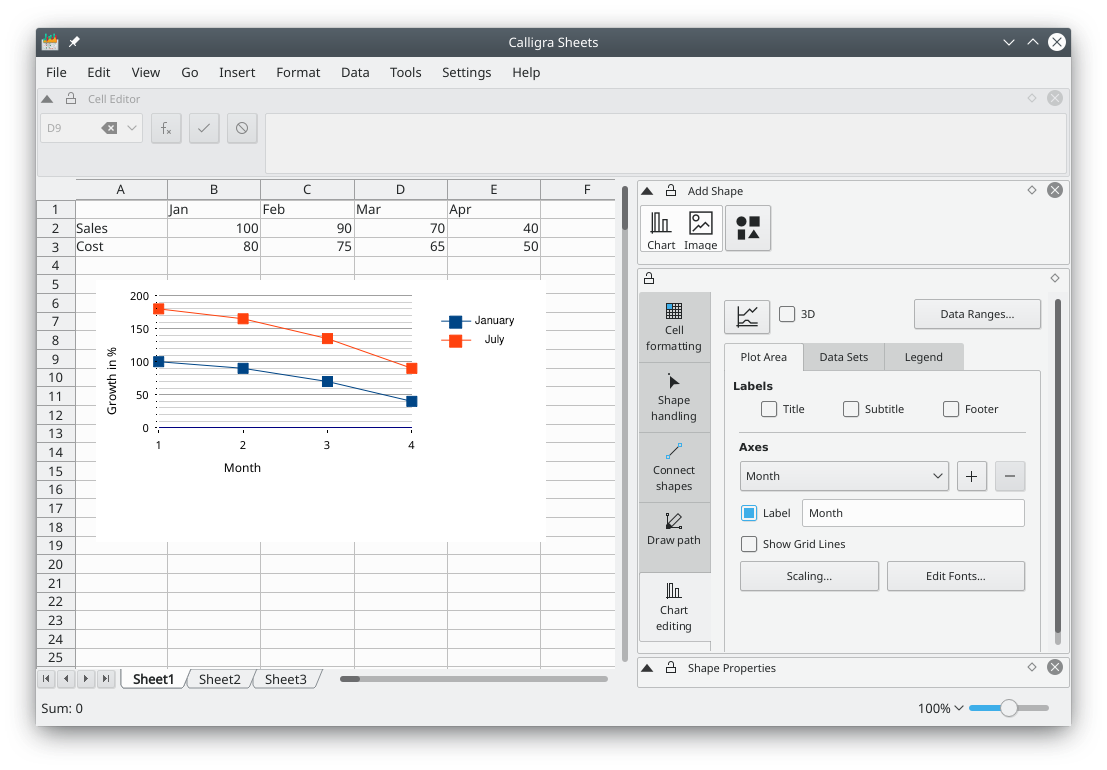 Calligra Sheets
File Edit View Go Insert Format Data Tools Settings Help
Cell Editor
D9
A B C D E F
1 Jan Feb Mar Apr
2 Sales 100 90 70 40
3 Cost 80 75 65 50
4
5
6
7
8
9
10
11
12
13
14
15
16
17
18
19
20
21
22
23
24
25
200
150
100
50
0
Growth in %
1 2 3 4
Month
January
July
Sheet1 Sheet2 Sheet3
Sum: 0
Add Shape
Chart Image
Cell
formatting
Shape
handling
Connect
shapes
Draw path
Chart
editing
3D Data Ranges...
Plot Area Data Sets Legend
Labels
Title Subtitle Footer
Axes
Month
Label Month
Show Grid Lines
Scaling... Edit Fonts...
Shape Properties
100%